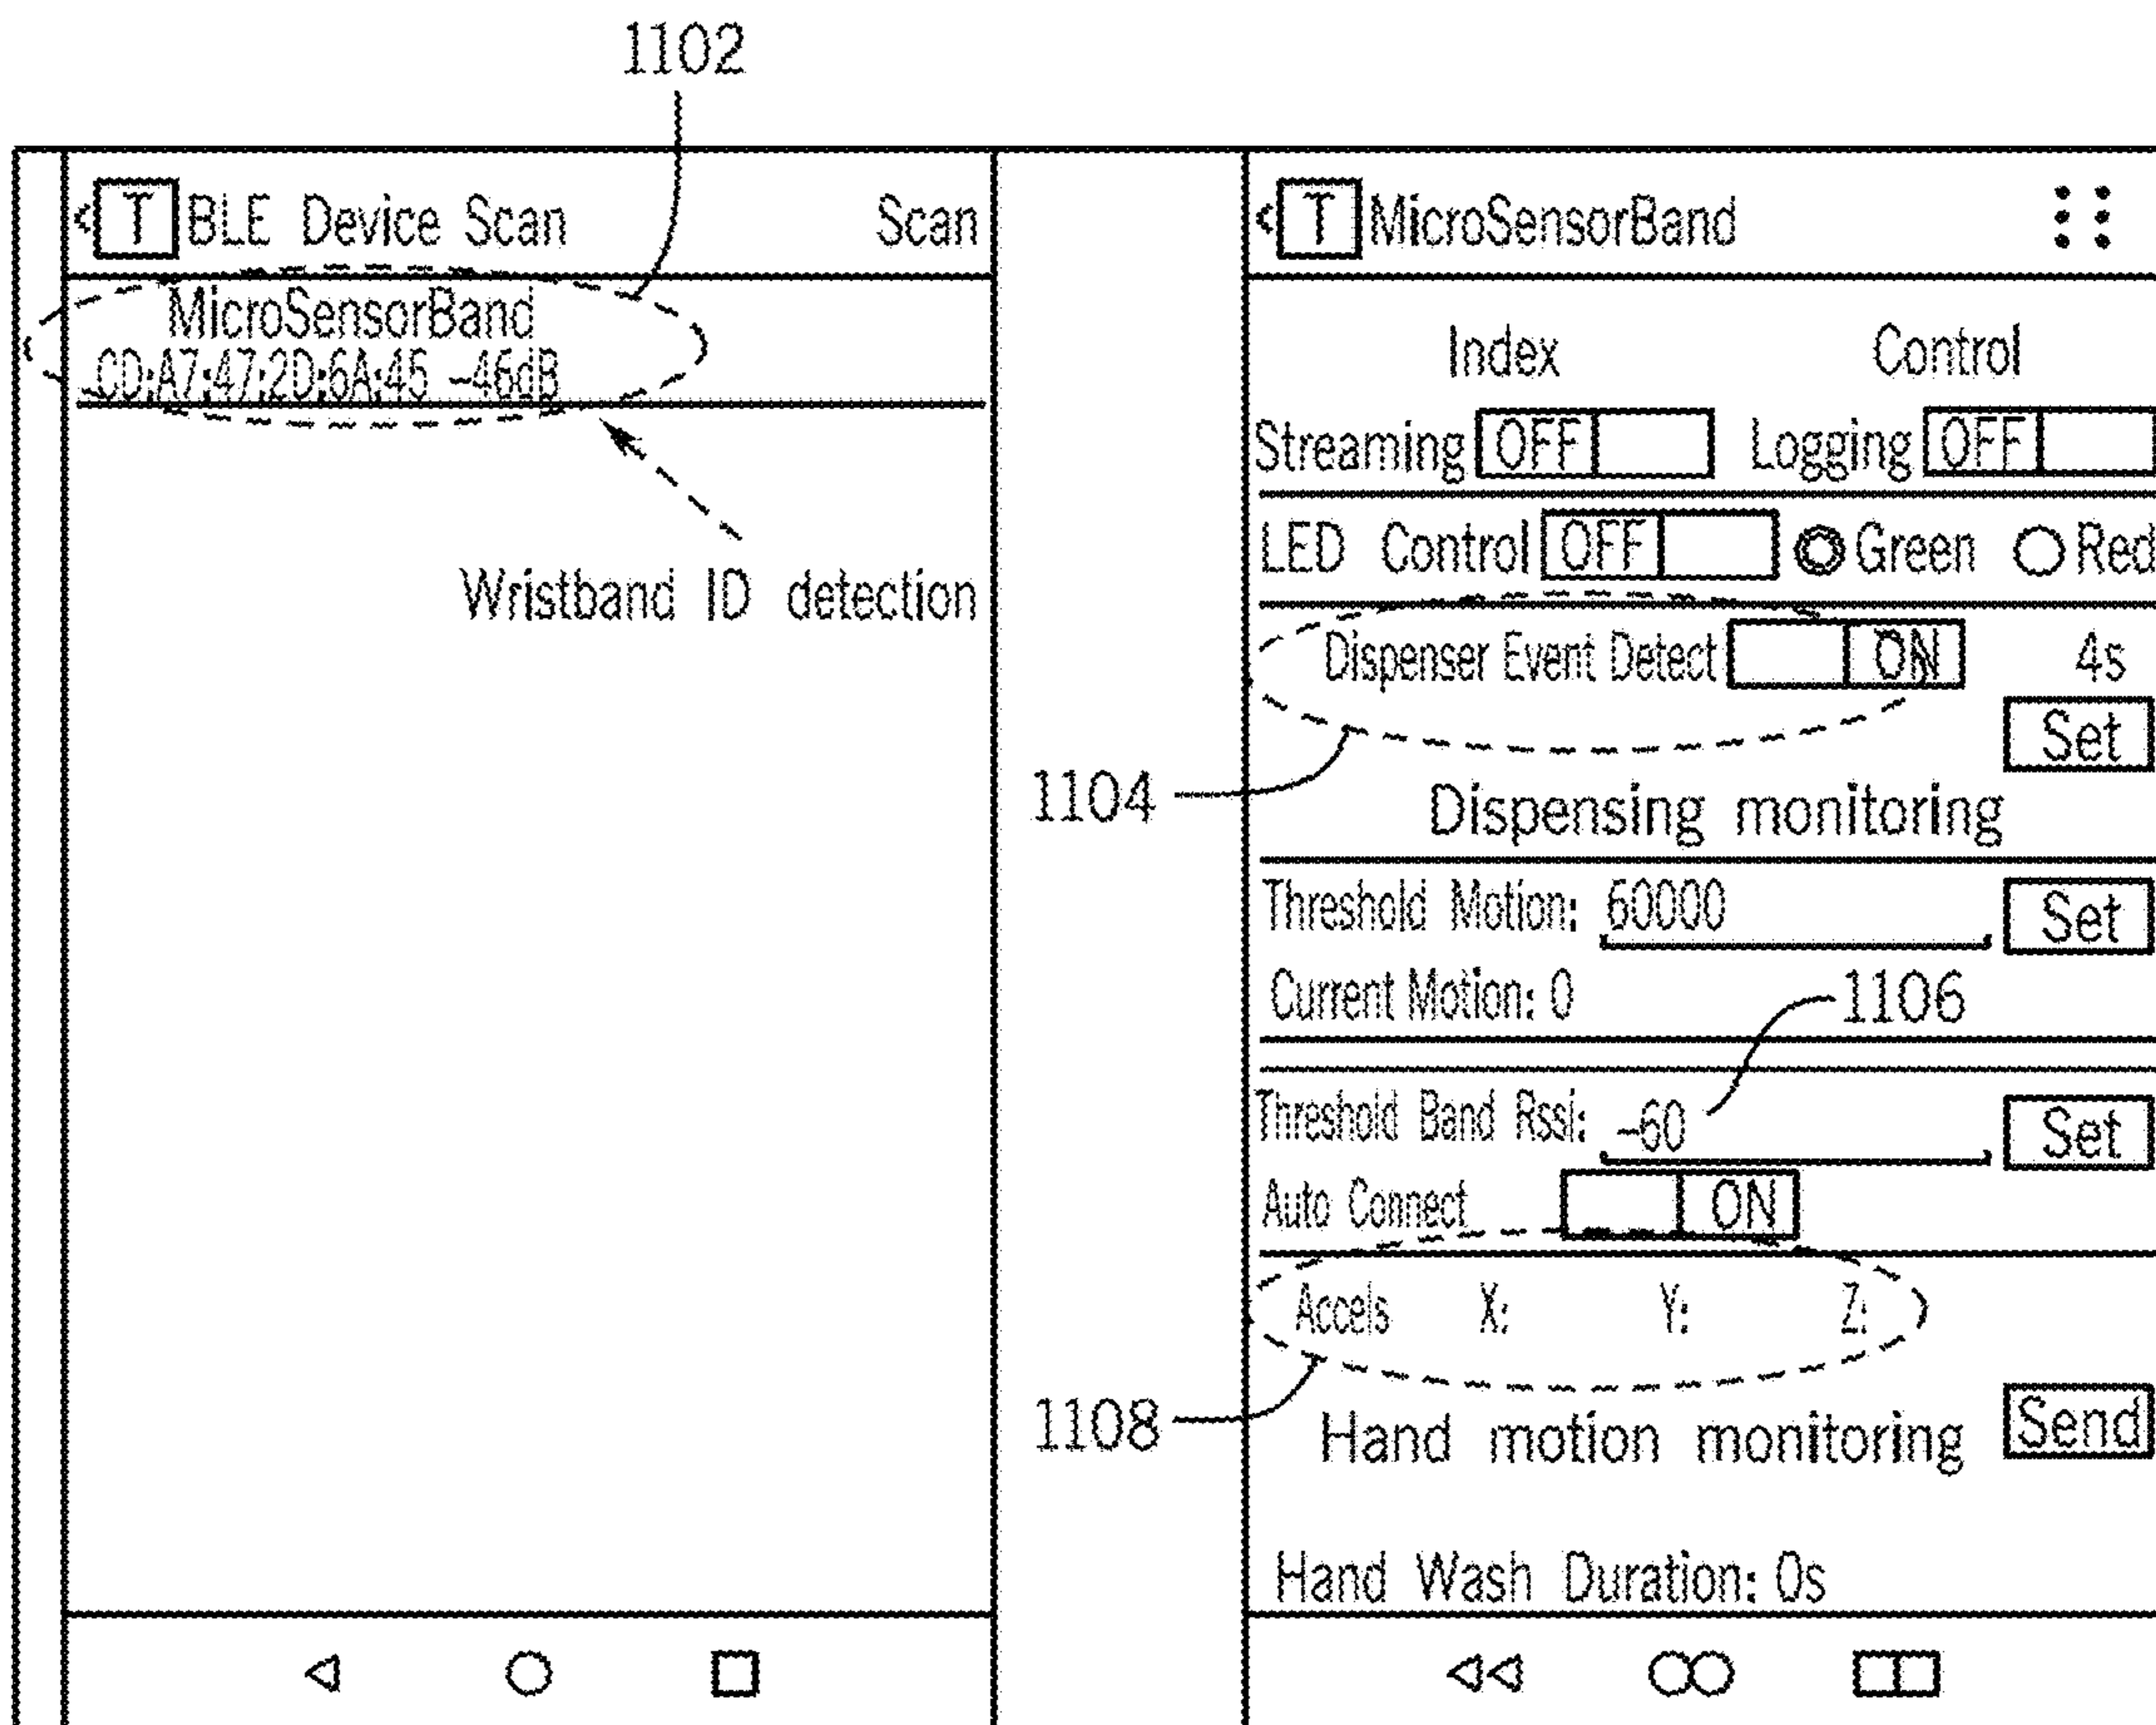 1102
T BLE Device Scan Scan
MicroSensorBand
CD:A7:47:2D:6A:45 -46dB
Wristband ID detection
T MicroSensorBand
Index Control
Streaming OFF Logging OFF
LED Control OFF Green Red
Dispenser Event Detect ON 4s
Set
1104
Dispensing monitoring
Threshold Motion: 60000 Set
Current Motion: 0
1106
Threshold Band Rssi: -60 Set
Auto Connect ON
Accels X: Y: Z:
1108
Hand motion monitoring Send
Hand Wash Duration: 0s